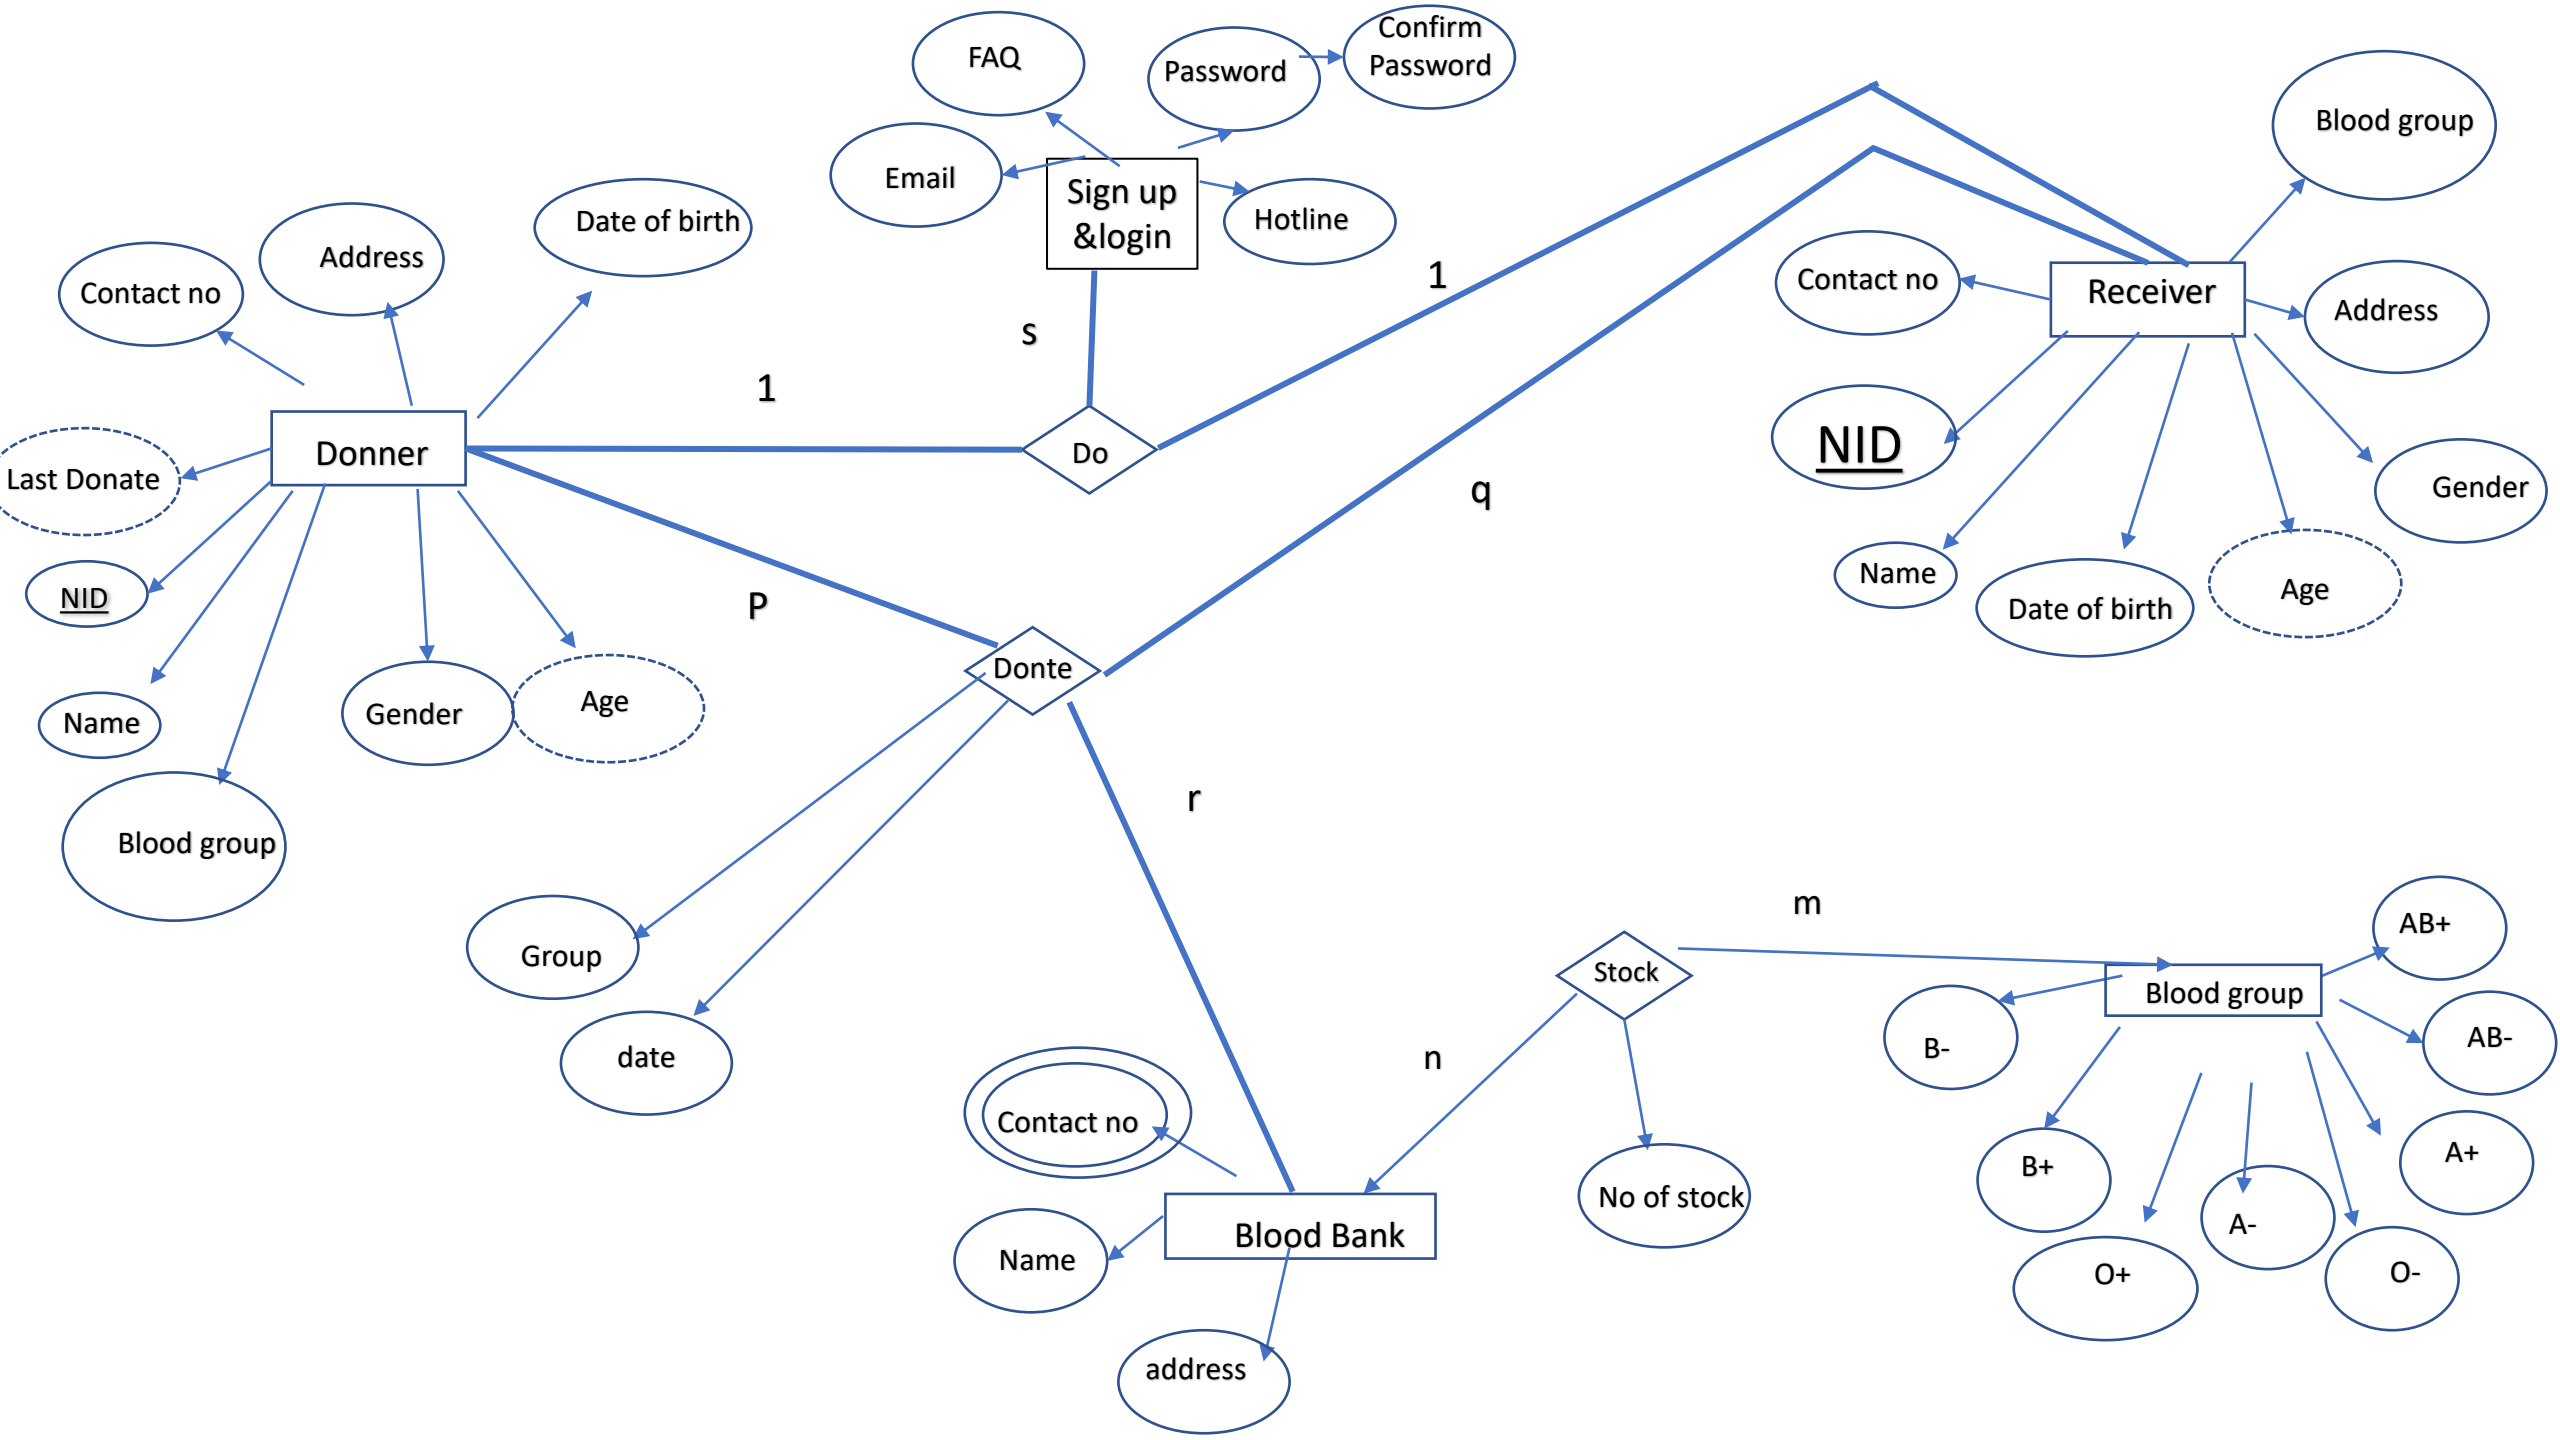 FAQ
Password
Confirm
Password
Email
Sign up
&login
Hotline
Blood group
Date of birth
Address
Contact no
s
1
1
Contact no
Receiver
Address
Donner
Do
Last Donate
NID
q
Gender
NID
P
Name
Date of birth
Age
Donte
Name
Gender
Age
Blood group
r
Group
date
m
AB+
Stock
Blood group
B-
AB-
n
Contact no
B+
A+
No of stock
A-
Name
Blood Bank
O+
O-
address